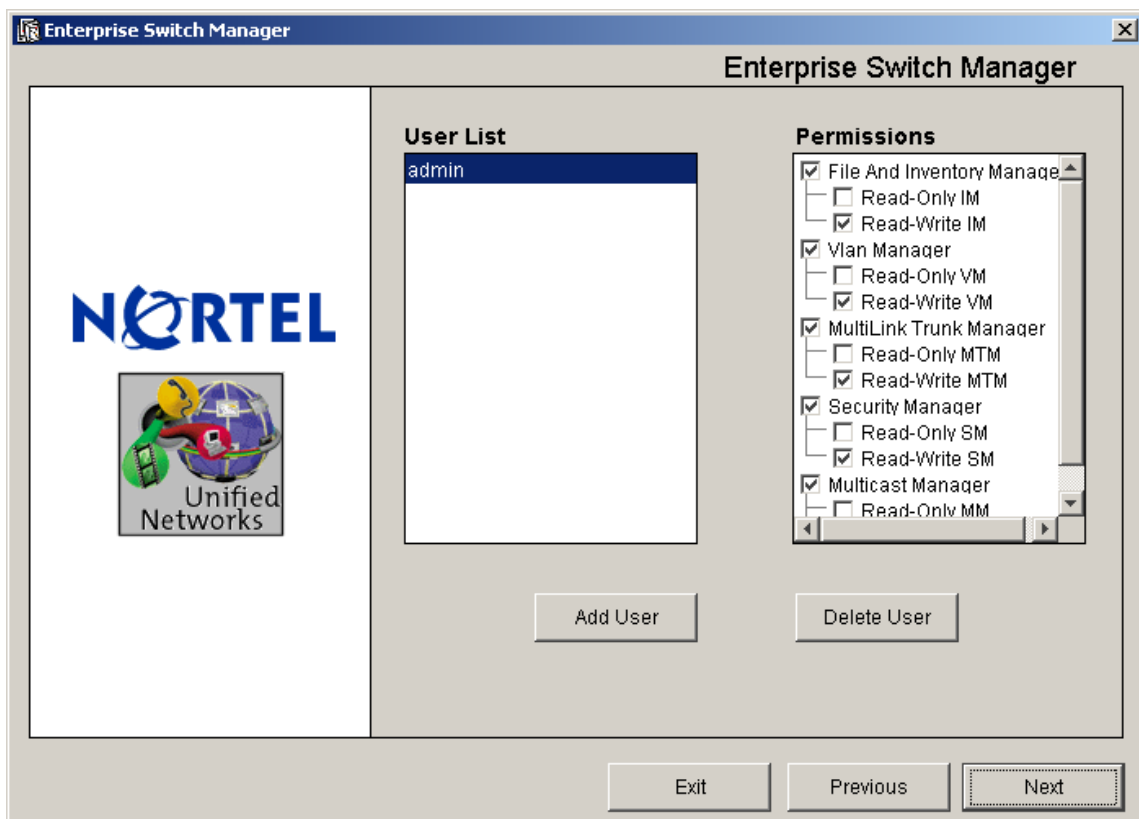 Enterprise Switch Manager
Enterprise Switch Manager
NORTEL
Unified
Networks
User List
admin
Permissions
File And Inventory Manage
Read-Only IM
Read-Write IM
Vlan Manager
Read-Only VM
Read-Write VM
MultiLink Trunk Manager
Read-Only MTM
Read-Write MTM
Security Manager
Read-Only SM
Read-Write SM
Multicast Manager
Read-Only MM
Add User
Delete User
Exit
Previous
Next